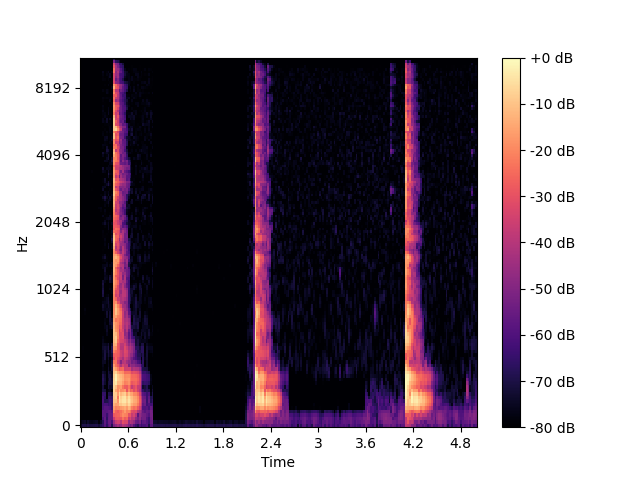 8192
4096
2048
1024
512
0
Hz
0 0.6 1.2 1.8 2.4 3 3.6 4.2 4.8
Time
+0 dB
-10 dB
-20 dB
-30 dB
-40 dB
-50 dB
-60 dB
-70 dB
-80 dB